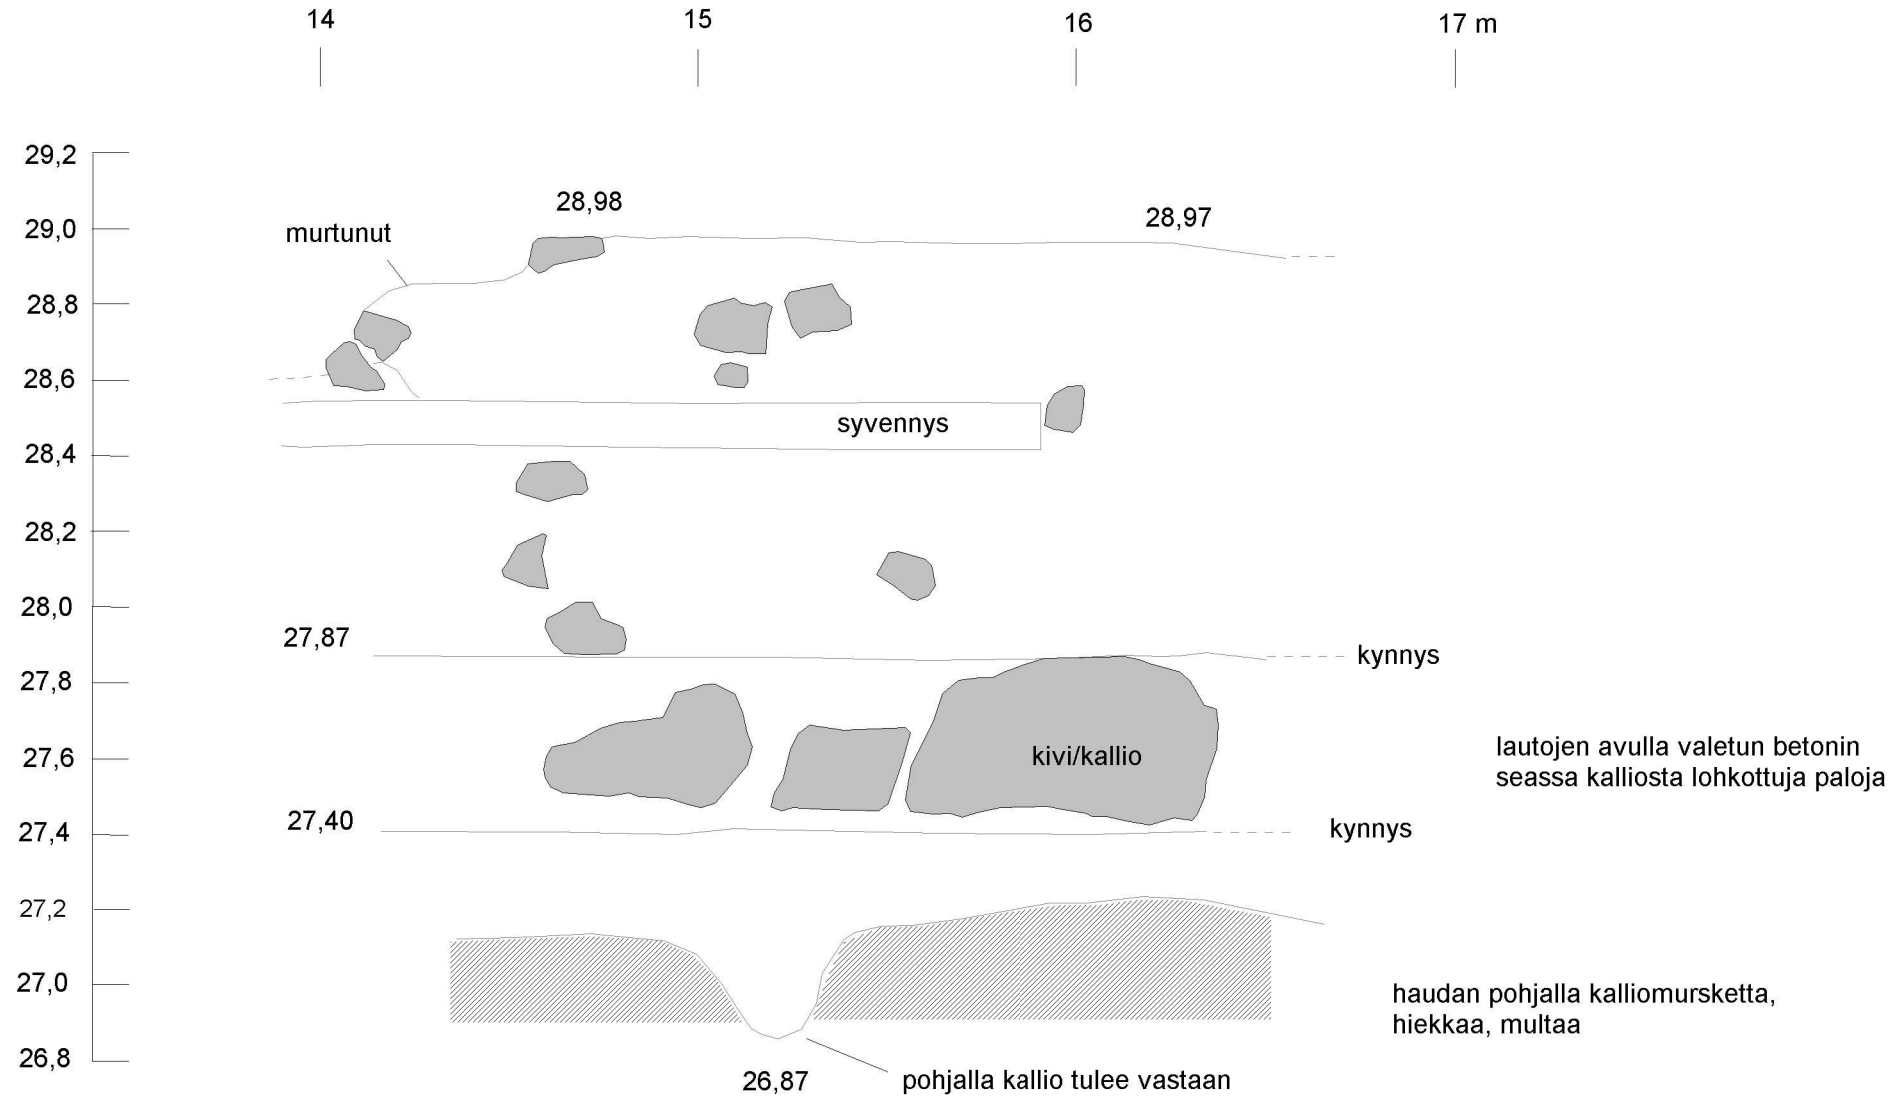 14
15
16
17 m
29,2
28,98
28,97
29,0
murtunut
28,8
28,6
syvennys
28,4
28,2
28,0
27,87
kynnys
27,8
kivi/kallio
27,6
lautojen avulla valetun betonin
seassa kalliosta lohkottuja paloja
27,40
27,4
kynnys
27,2
27,0
haudan pohjalla kalliomursketta,
hiekkaa, multaa
26,8
26,87
pohjalla kallio tulee vastaan